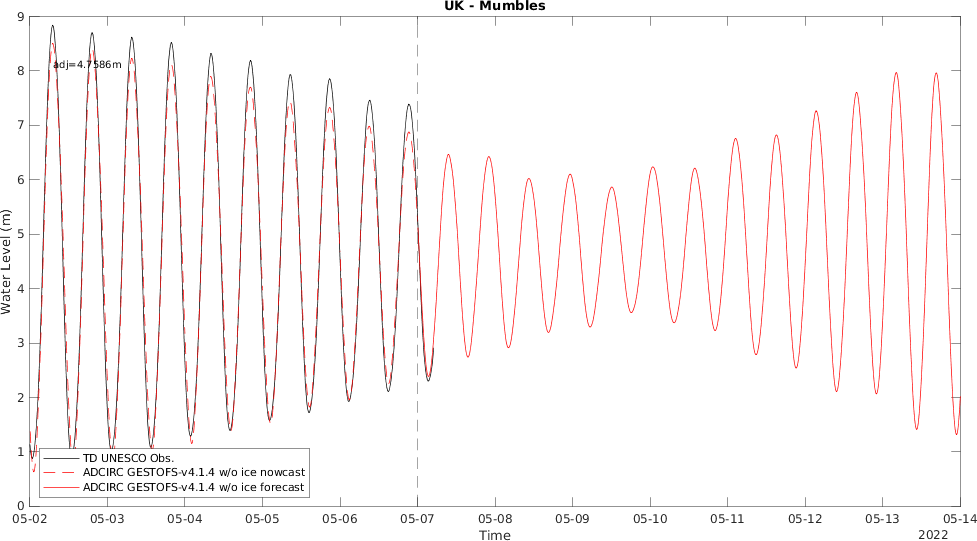 UK - Mumbles
9
8
7
6
5
4
3
2
1
0
Water Level (m)
adj=4.7586m
TD UNESCO Obs.
ADCIRC GESTOFS-v4.1.4 w/o ice nowcast
ADCIRC GESTOFS-v4.1.4 w/o ice forecast
05-02 05-03 05-04 05-05 05-06 05-07 05-08 05-09 05-10 05-11 05-12 05-13 05-14
Time
2022